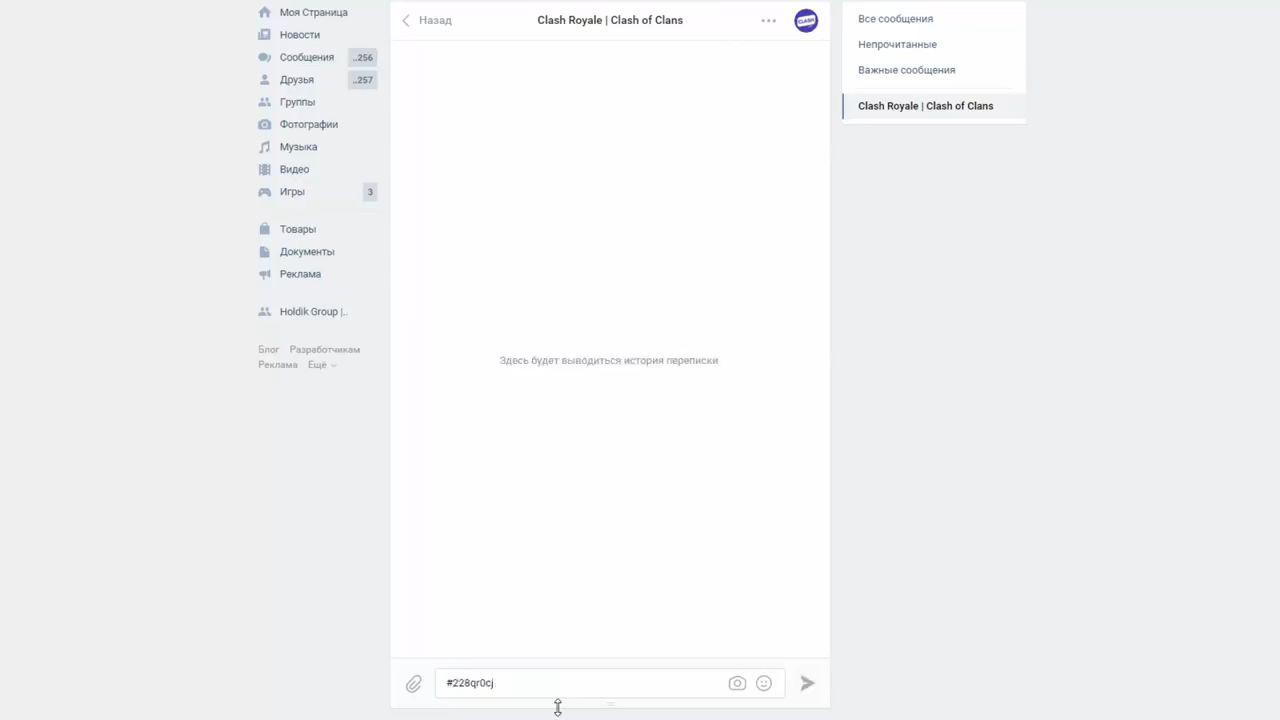 Моя Страница
Новости
Сообщения ..256
Друзья ..257
Группы
Фотографии
Музыка
Видео
Игры 3
Товары
Документы
Реклама
Holdik Group |..
Блог Разработчикам
Реклама Ещё
Назад
Clash Royale | Clash of Clans
CLASH
Здесь будет выводиться история переписки
#228qr0cj
Все сообщения
Непрочитанные
Важные сообщения
Clash Royale | Clash of Clans